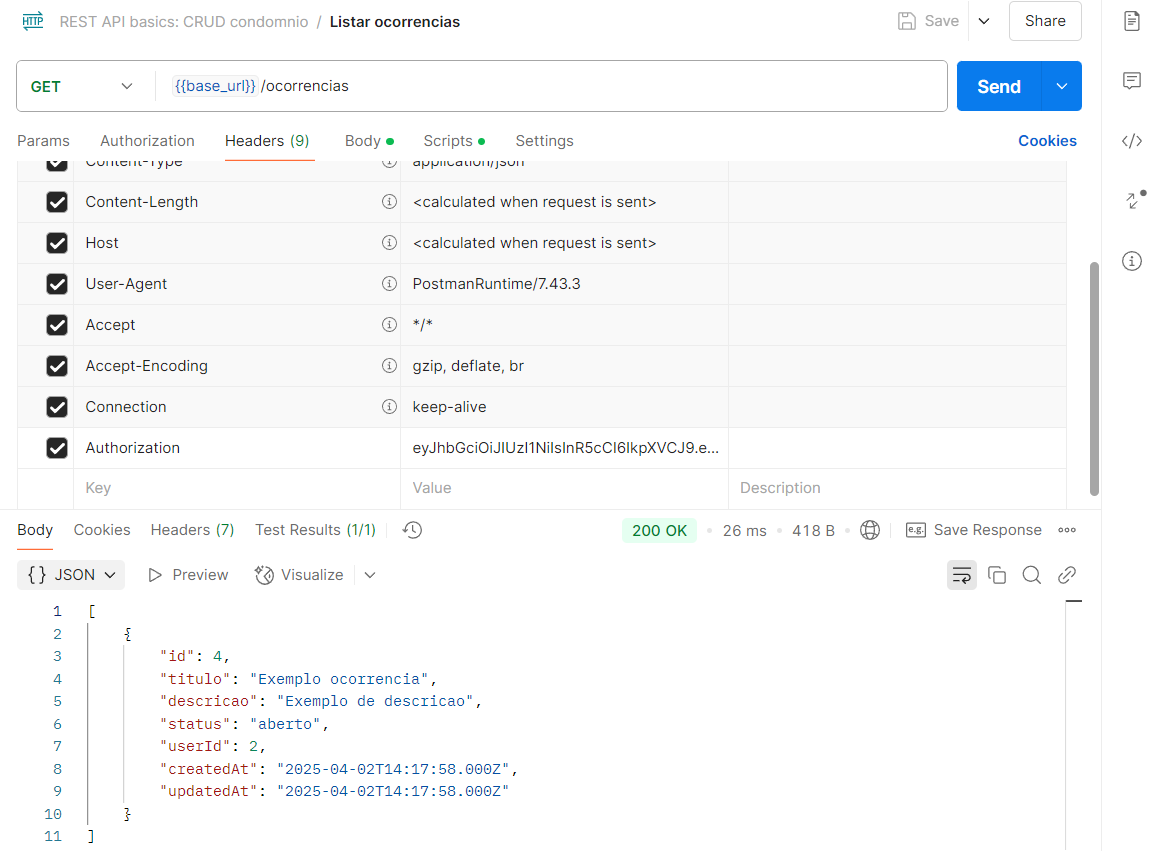 HTTP REST API basics: CRUD condomnio / Listar ocorrencias Save Share
GET {{base_url}} /ocorrencias Send
Params Authorization Headers (9) Body Scripts Settings Cookies
Content-Type application/json
Content-Length <calculated when request is sent>
Host <calculated when request is sent>
User-Agent PostmanRuntime/7.43.3
Accept */*
Accept-Encoding gzip, deflate, br
Connection keep-alive
Authorization eyJhbGciOiJIUzI1NiIsInR5cCI6IkpXVCJ9.e...
Key Value Description
Body Cookies Headers (7) Test Results (1/1) 200 OK 26 ms 418 B e.g. Save Response
{} JSON Preview Visualize
1 [
2 {
3 "id": 4,
4 "titulo": "Exemplo ocorrencia",
5 "descricao": "Exemplo de descricao",
6 "status": "aberto",
7 "userId": 2,
8 "createdAt": "2025-04-02T14:17:58.000Z",
9 "updatedAt": "2025-04-02T14:17:58.000Z"
10 }
11 ]